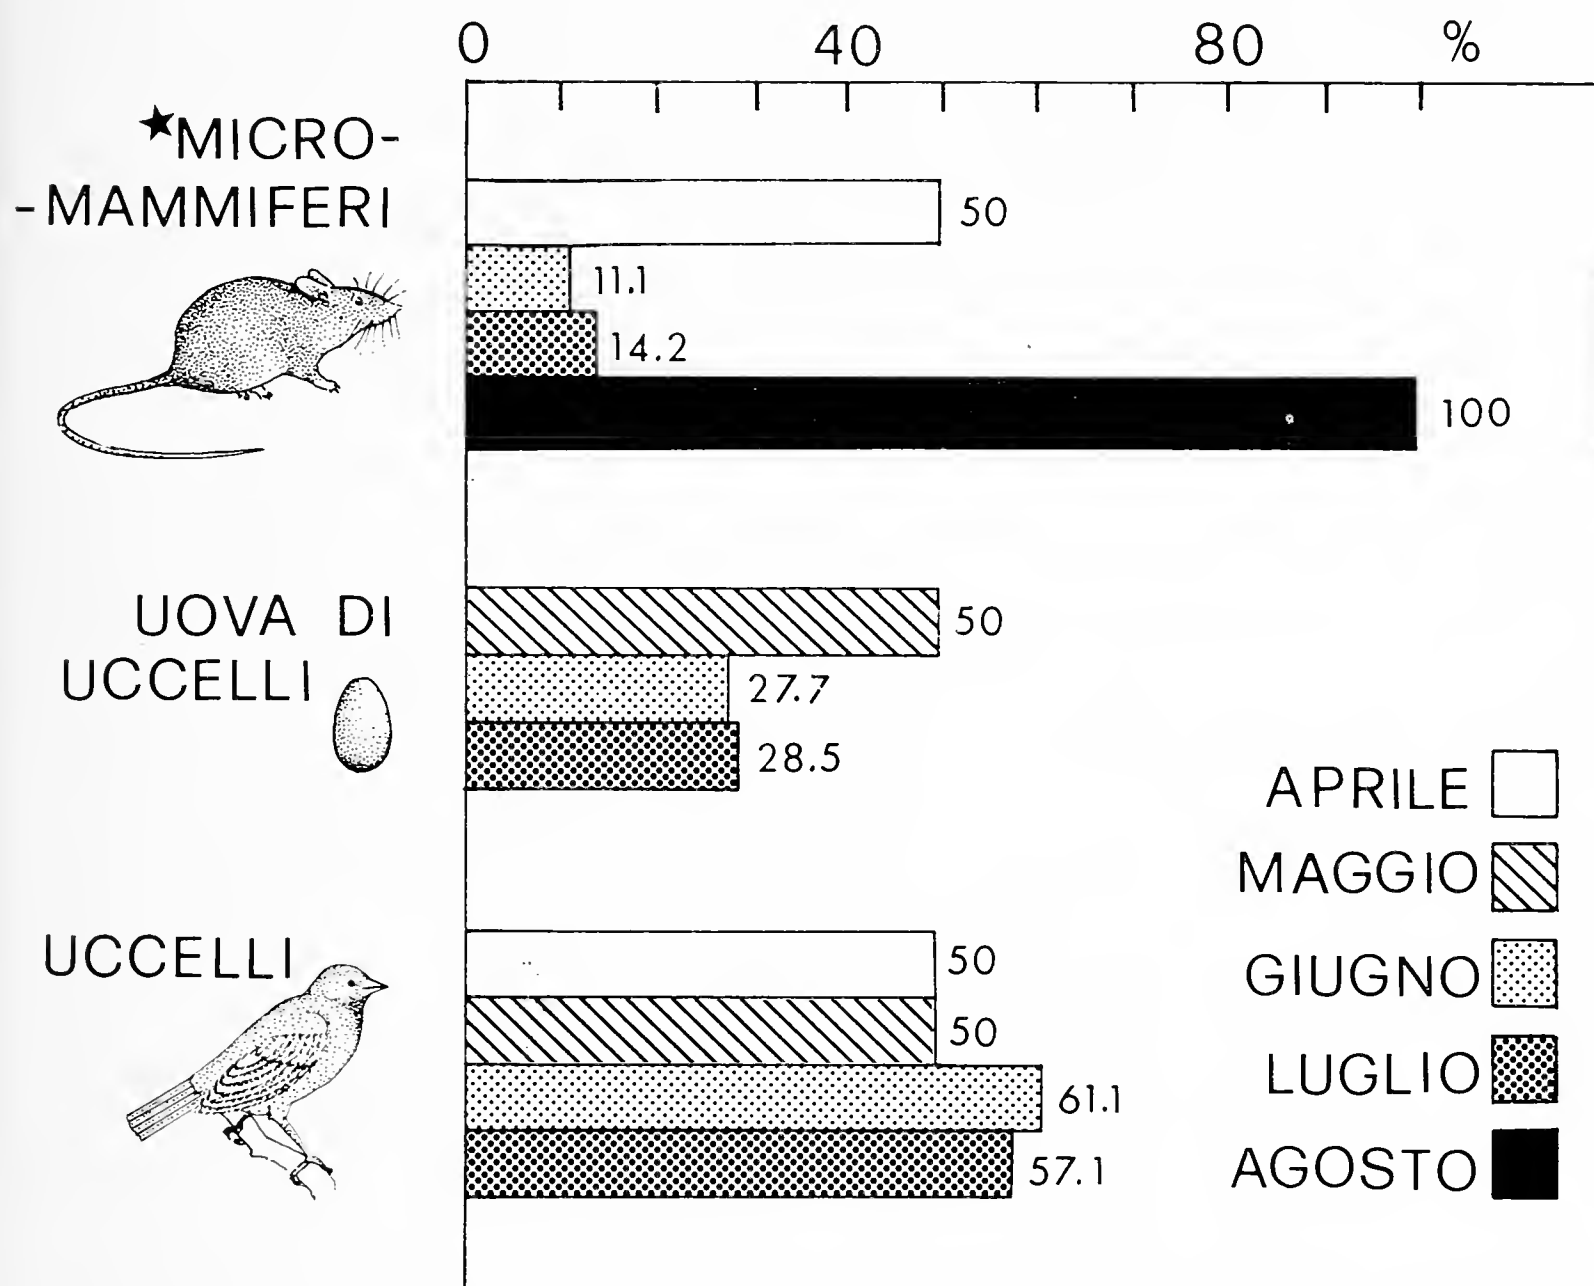 0 40 80 %
★MICRO-
-MAMMIFERI
50
11.1
14.2
100
UOVA DI
UCCELLI
50
27.7
28.5
UCCELLI
50
50
61.1
57.1
APRILE
MAGGIO
GIUGNO
LUGLIO
AGOSTO